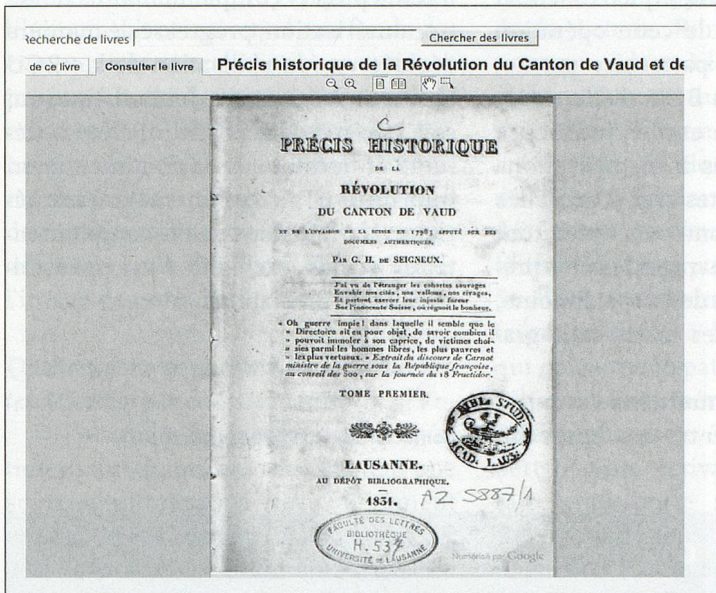 Recherche de livres
Chercher des livres
de ce livre
Consulter le livre
Précis historique de la Révolution du Canton de Vaud et de
C
PRÉCIS HISTORIQUE
DE LA
RÉVOLUTION
DU CANTON DE VAUD
ET DE L'INVASION DE LA SUISSE EN 1798; APPUYÉ SUR DES
DOCUMENS AUTHENTIQUES,
PAR G. H. DE SEIGNEUX.
J'ai vu de l'étranger les cohortes sauvages
Envahir nos cités, nos vallons, nos rivages,
Et partout exercer leur injuste fureur
Sur l'innocente Suisse, où régnoit le bonheur.
« Oh guerre impie! dans laquelle il semble que le
» Directoire ait eu pour objet, de savoir combien il
» pouvoit immoler à son caprice, de victimes choi-
» sies parmi les hommes libres, les plus pauvres et
» les plus vertueux. » Extrait du discours de Carnot
ministre de la guerre sous la République françoise,
au conseil des 500, sur la journée du 18 Fructidor.
TOME PREMIER.
BIBL. STUD.
ACAD. LAUS.
LAUSANNE.
AU DÉPÔT BIBLIOGRAPHIQUE.
1831.
AZ 5887/1
FACULTÉ DES LETTRES
BIBLIOTHÈQUE
H. 537
UNIVERSITÉ DE LAUSANNE
Numérisé par Google